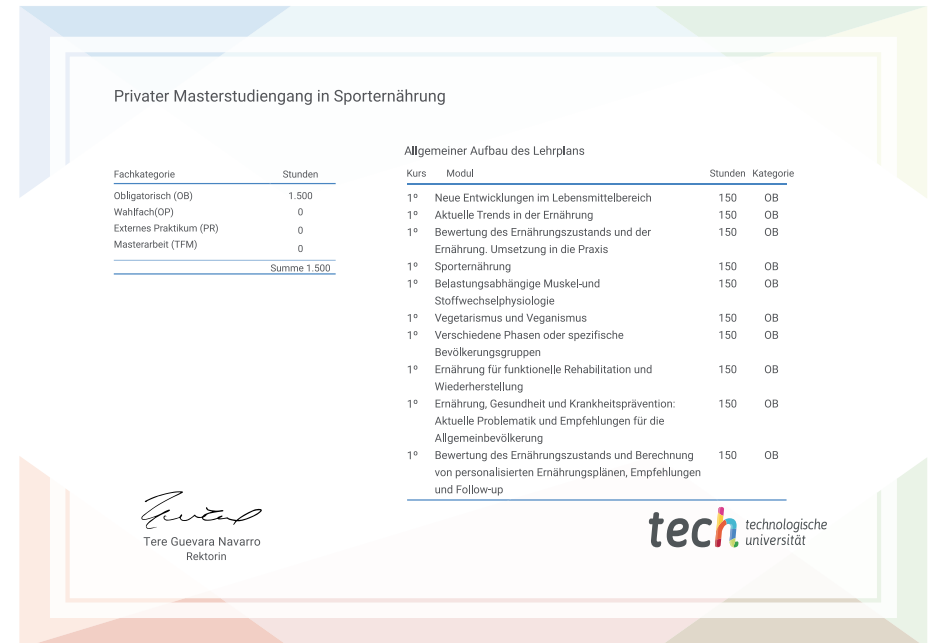 Privater Masterstudiengang in Sporternährung
Fachkategorie Stunden
Obligatorisch (OB) 1.500
Wahlfach(OP) 0
Externes Praktikum (PR) 0
Masterarbeit (TFM) 0
Summe 1.500
Allgemeiner Aufbau des Lehrplans
Kurs Modul Stunden Kategorie
1º Neue Entwicklungen im Lebensmittelbereich 150 OB
1º Aktuelle Trends in der Ernährung 150 OB
1º Bewertung des Ernährungszustands und der 150 OB
Ernährung. Umsetzung in die Praxis
1º Sporternährung 150 OB
1º Belastungsabhängige Muskel-und 150 OB
Stoffwechselphysiologie
1º Vegetarismus und Veganismus 150 OB
1º Verschiedene Phasen oder spezifische 150 OB
Bevölkerungsgruppen
1º Ernährung für funktionelle Rehabilitation und 150 OB
Wiederherstellung
1º Ernährung, Gesundheit und Krankheitsprävention: 150 OB
Aktuelle Problematik und Empfehlungen für die
Allgemeinbevölkerung
1º Bewertung des Ernährungszustands und Berechnung 150 OB
von personalisierten Ernährungsplänen, Empfehlungen
und Follow-up
Tere Guevara Navarro
Rektorin
tech technologische
universität